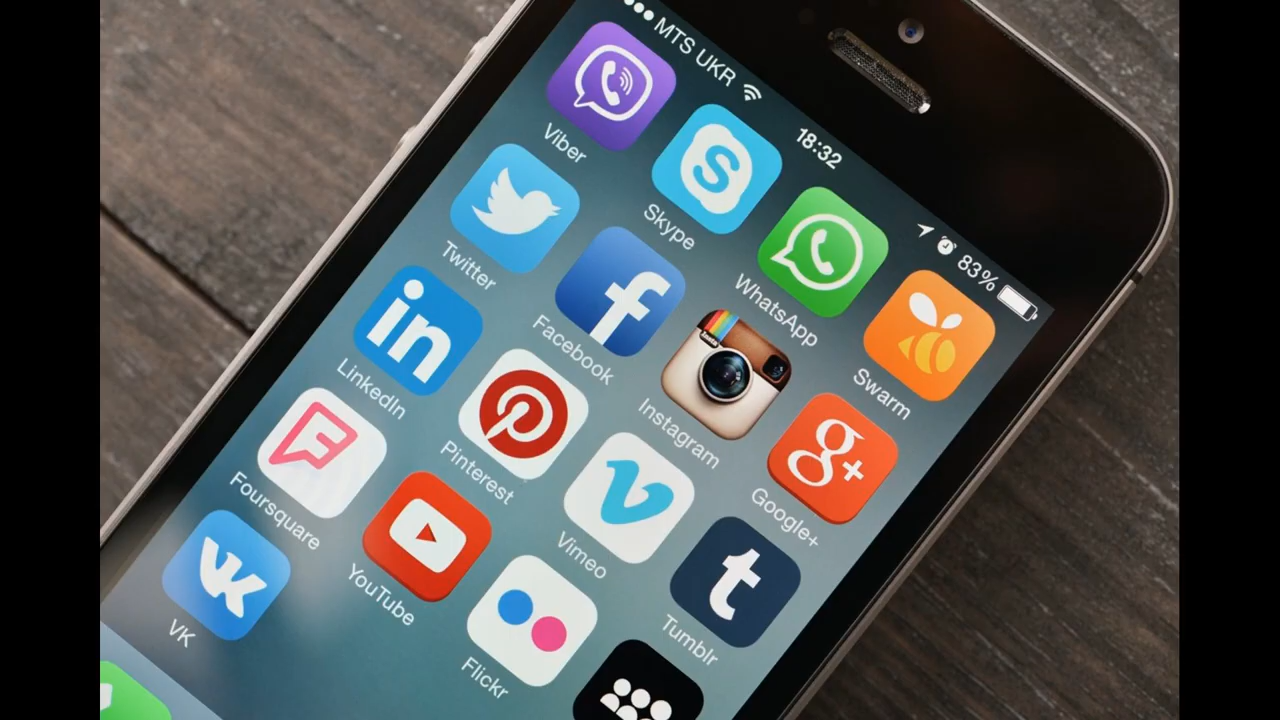 MTS UKR 18:32 83%
Viber Skype WhatsApp Swarm
Twitter Facebook Instagram Google+
LinkedIn Pinterest Vimeo Tumblr
Foursquare YouTube Flickr
VK